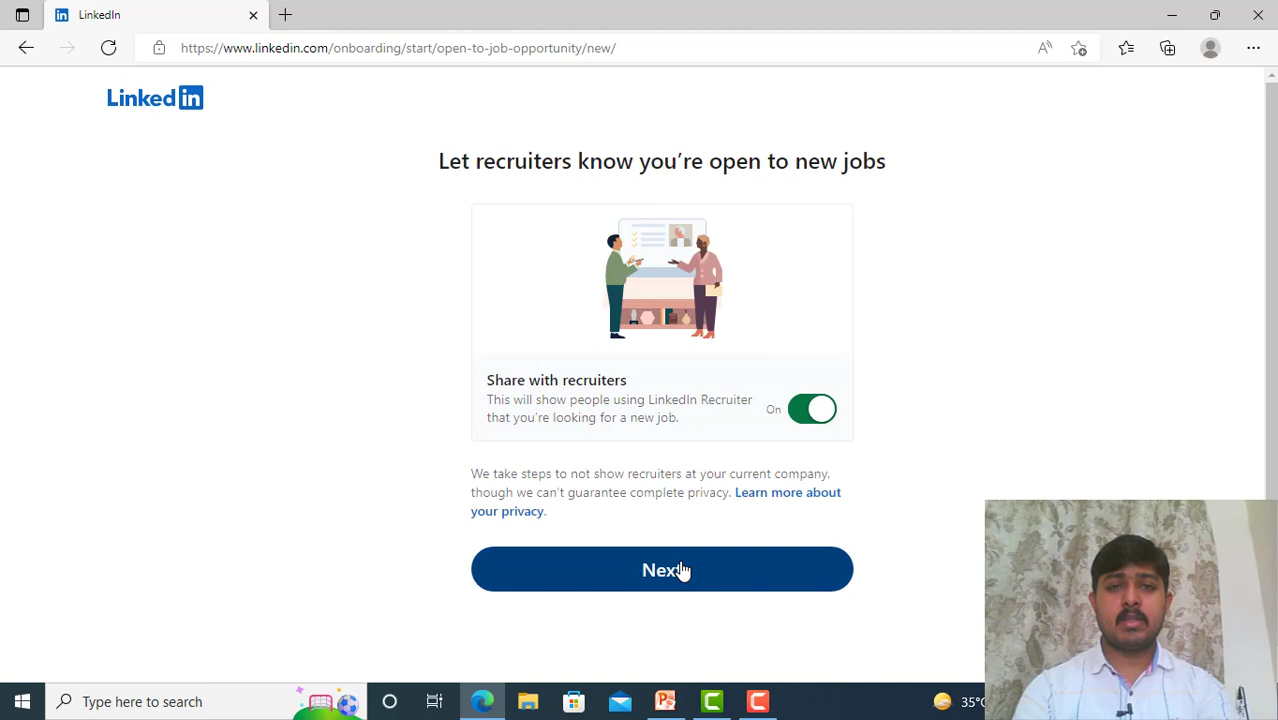 LinkedIn
https://www.linkedin.com/onboarding/start/open-to-job-opportunity/new/
Linkedin
Let recruiters know you’re open to new jobs
Share with recruiters
This will show people using LinkedIn Recruiter
that you’re looking for a new job.
On
We take steps to not show recruiters at your current company,
though we can’t guarantee complete privacy. Learn more about
your privacy.
Next
Type here to search
35°C